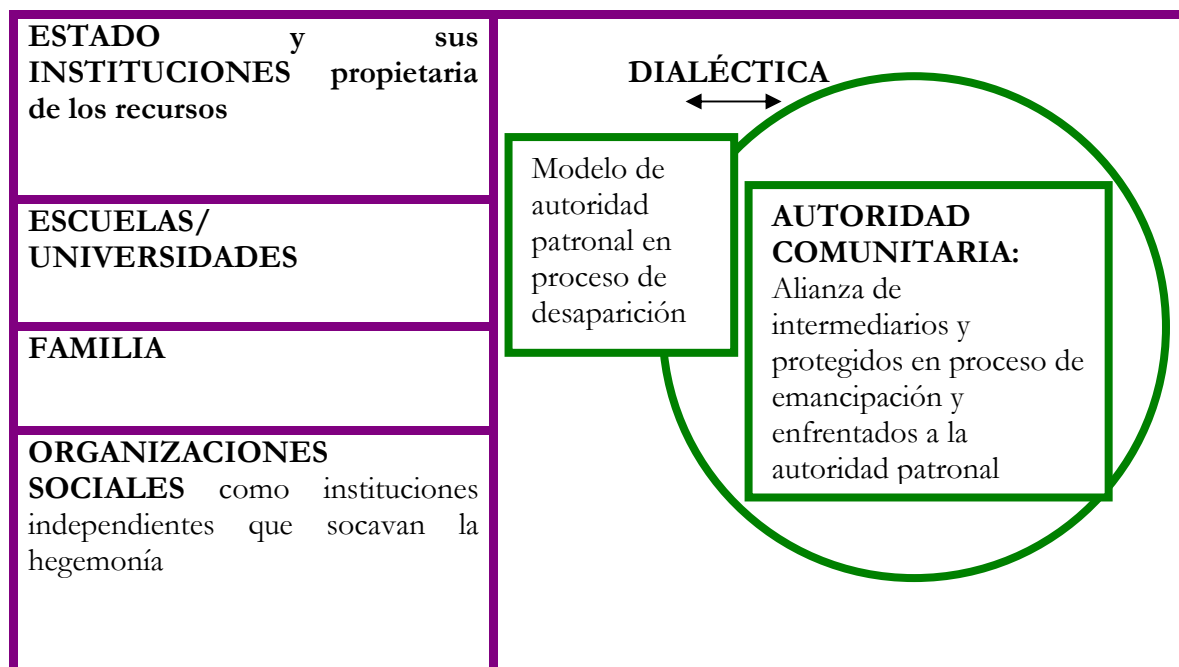 ESTADO y sus
INSTITUCIONES propietaria
de los recursos
ESCUELAS/
UNIVERSIDADES
FAMILIA
ORGANIZACIONES
SOCIALES como instituciones
independientes que socavan la
hegemonía
DIALÉCTICA
Modelo de
autoridad
patronal en
proceso de
desaparición
AUTORIDAD
COMUNITARIA:
Alianza de
intermediarios y
protegidos en proceso de
emancipación y
enfrentados a la
autoridad patronal